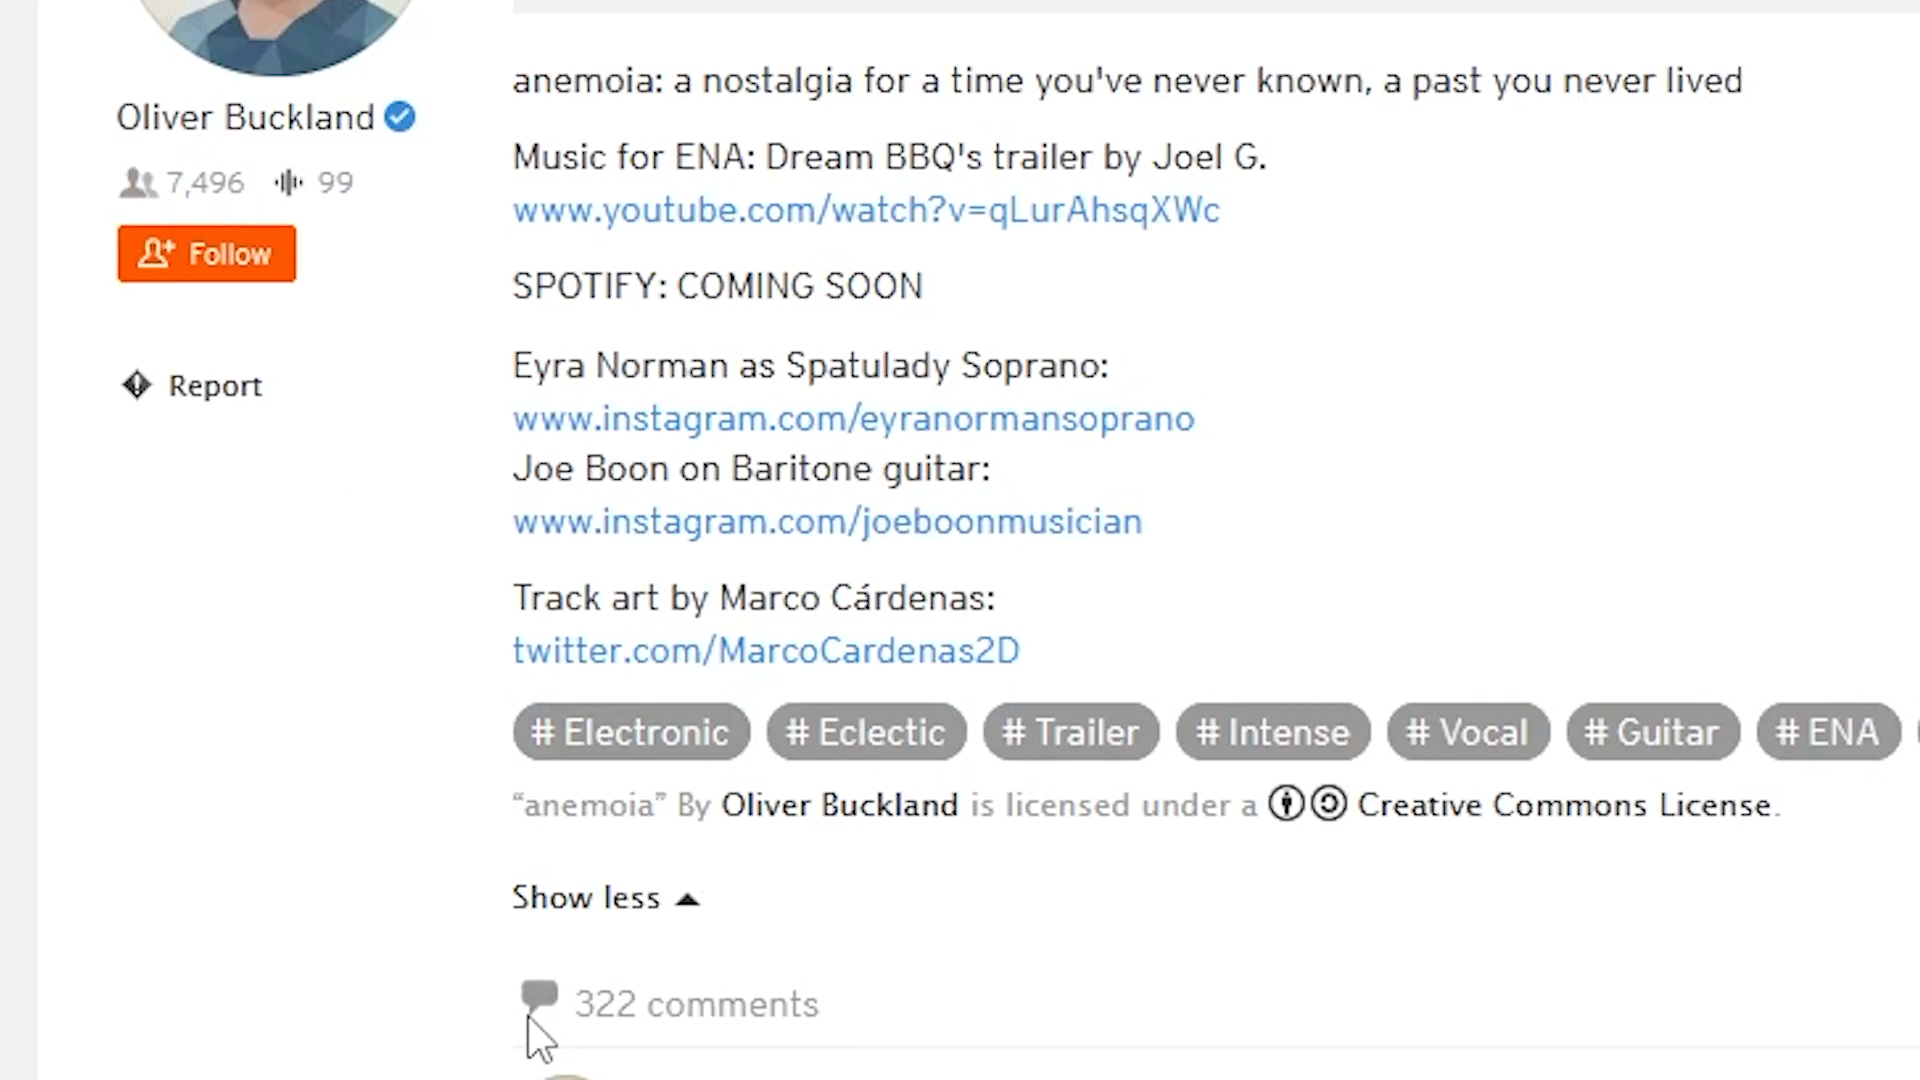 Oliver Buckland
7,496 99
Follow
Report
anemoia: a nostalgia for a time you've never known, a past you never lived
Music for ENA: Dream BBQ's trailer by Joel G.
www.youtube.com/watch?v=qLurAhsqXWc
SPOTIFY: COMING SOON
Eyra Norman as Spatulady Soprano:
www.instagram.com/eyranormansoprano
Joe Boon on Baritone guitar:
www.instagram.com/joeboonmusician
Track art by Marco Cárdenas:
twitter.com/MarcoCardenas2D
# Electronic # Eclectic # Trailer # Intense # Vocal # Guitar # ENA
“anemoia” By Oliver Buckland is licensed under a Creative Commons License.
Show less
322 comments